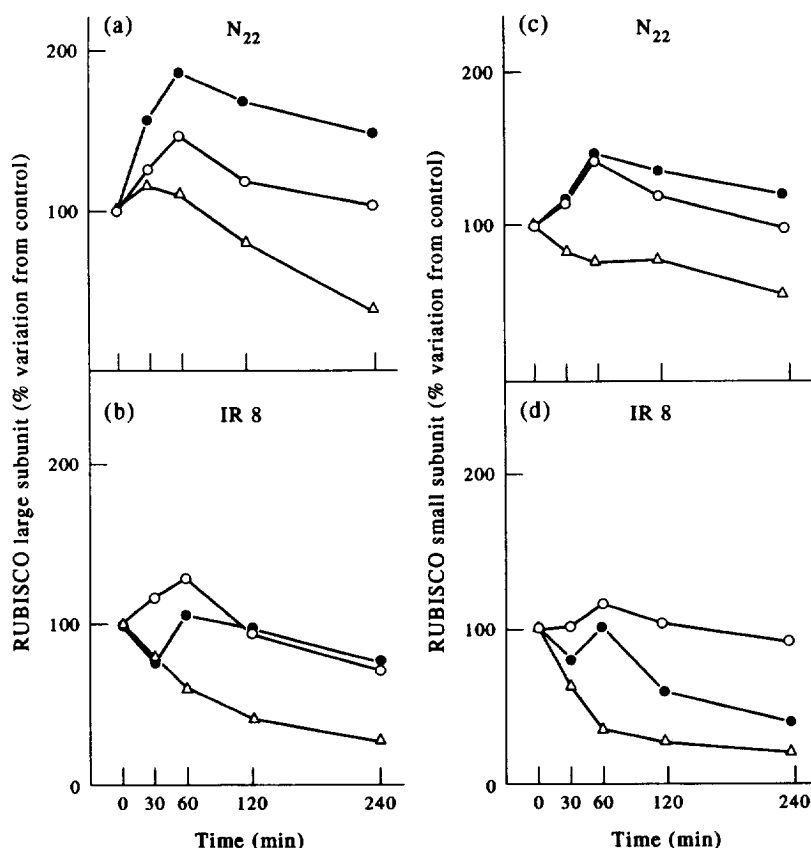 (a)
N22
200
100
RUBISCO large subunit (% variation from control)
(b)
IR 8
200
100
0
0 30 60 120 240
Time (min)
(c)
N22
200
100
RUBISCO small subunit (% variation from control)
(d)
IR 8
200
100
0
0 30 60 120 240
Time (min)